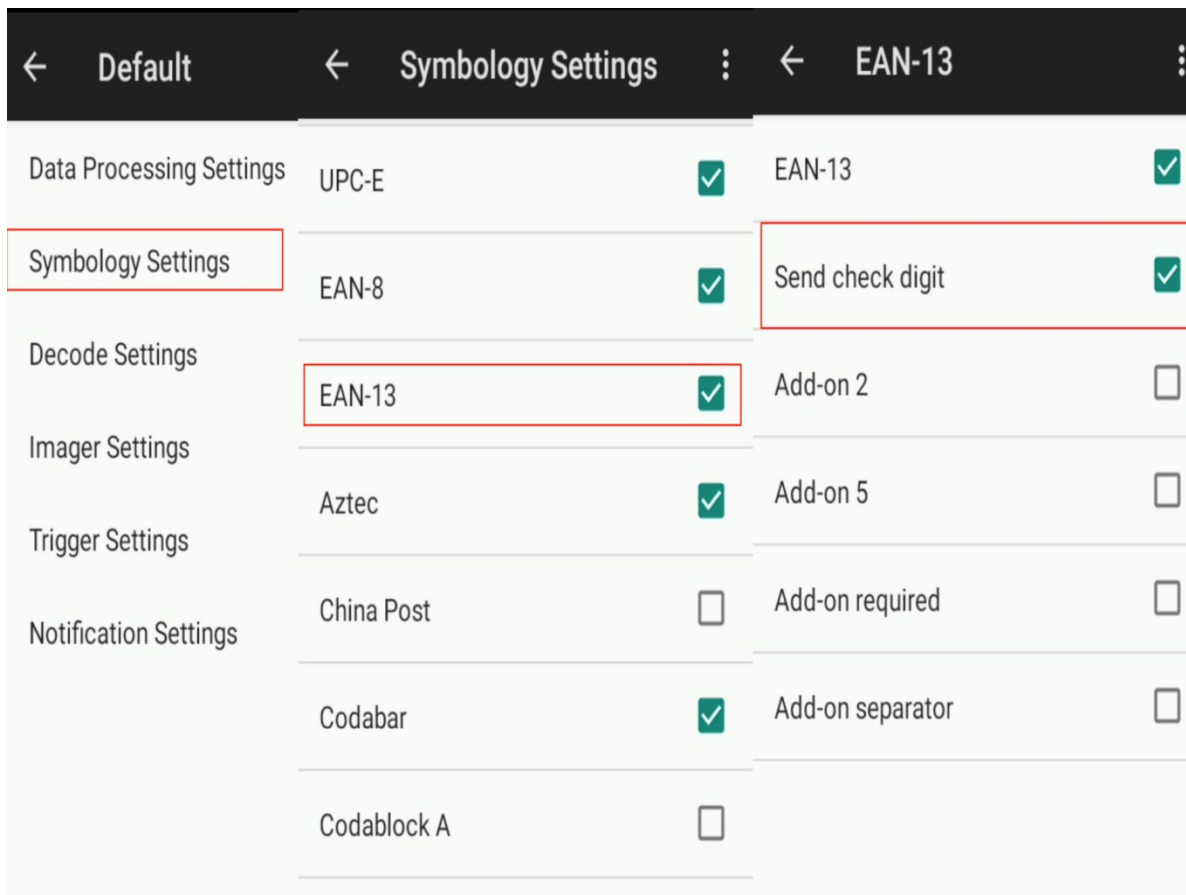 Default
Data Processing Settings
Symbology Settings
Decode Settings
Imager Settings
Trigger Settings
Notification Settings
Symbology Settings
UPC-E
EAN-8
EAN-13
Aztec
China Post
Codabar
Codablock A
EAN-13
EAN-13
Send check digit
Add-on 2
Add-on 5
Add-on required
Add-on separator